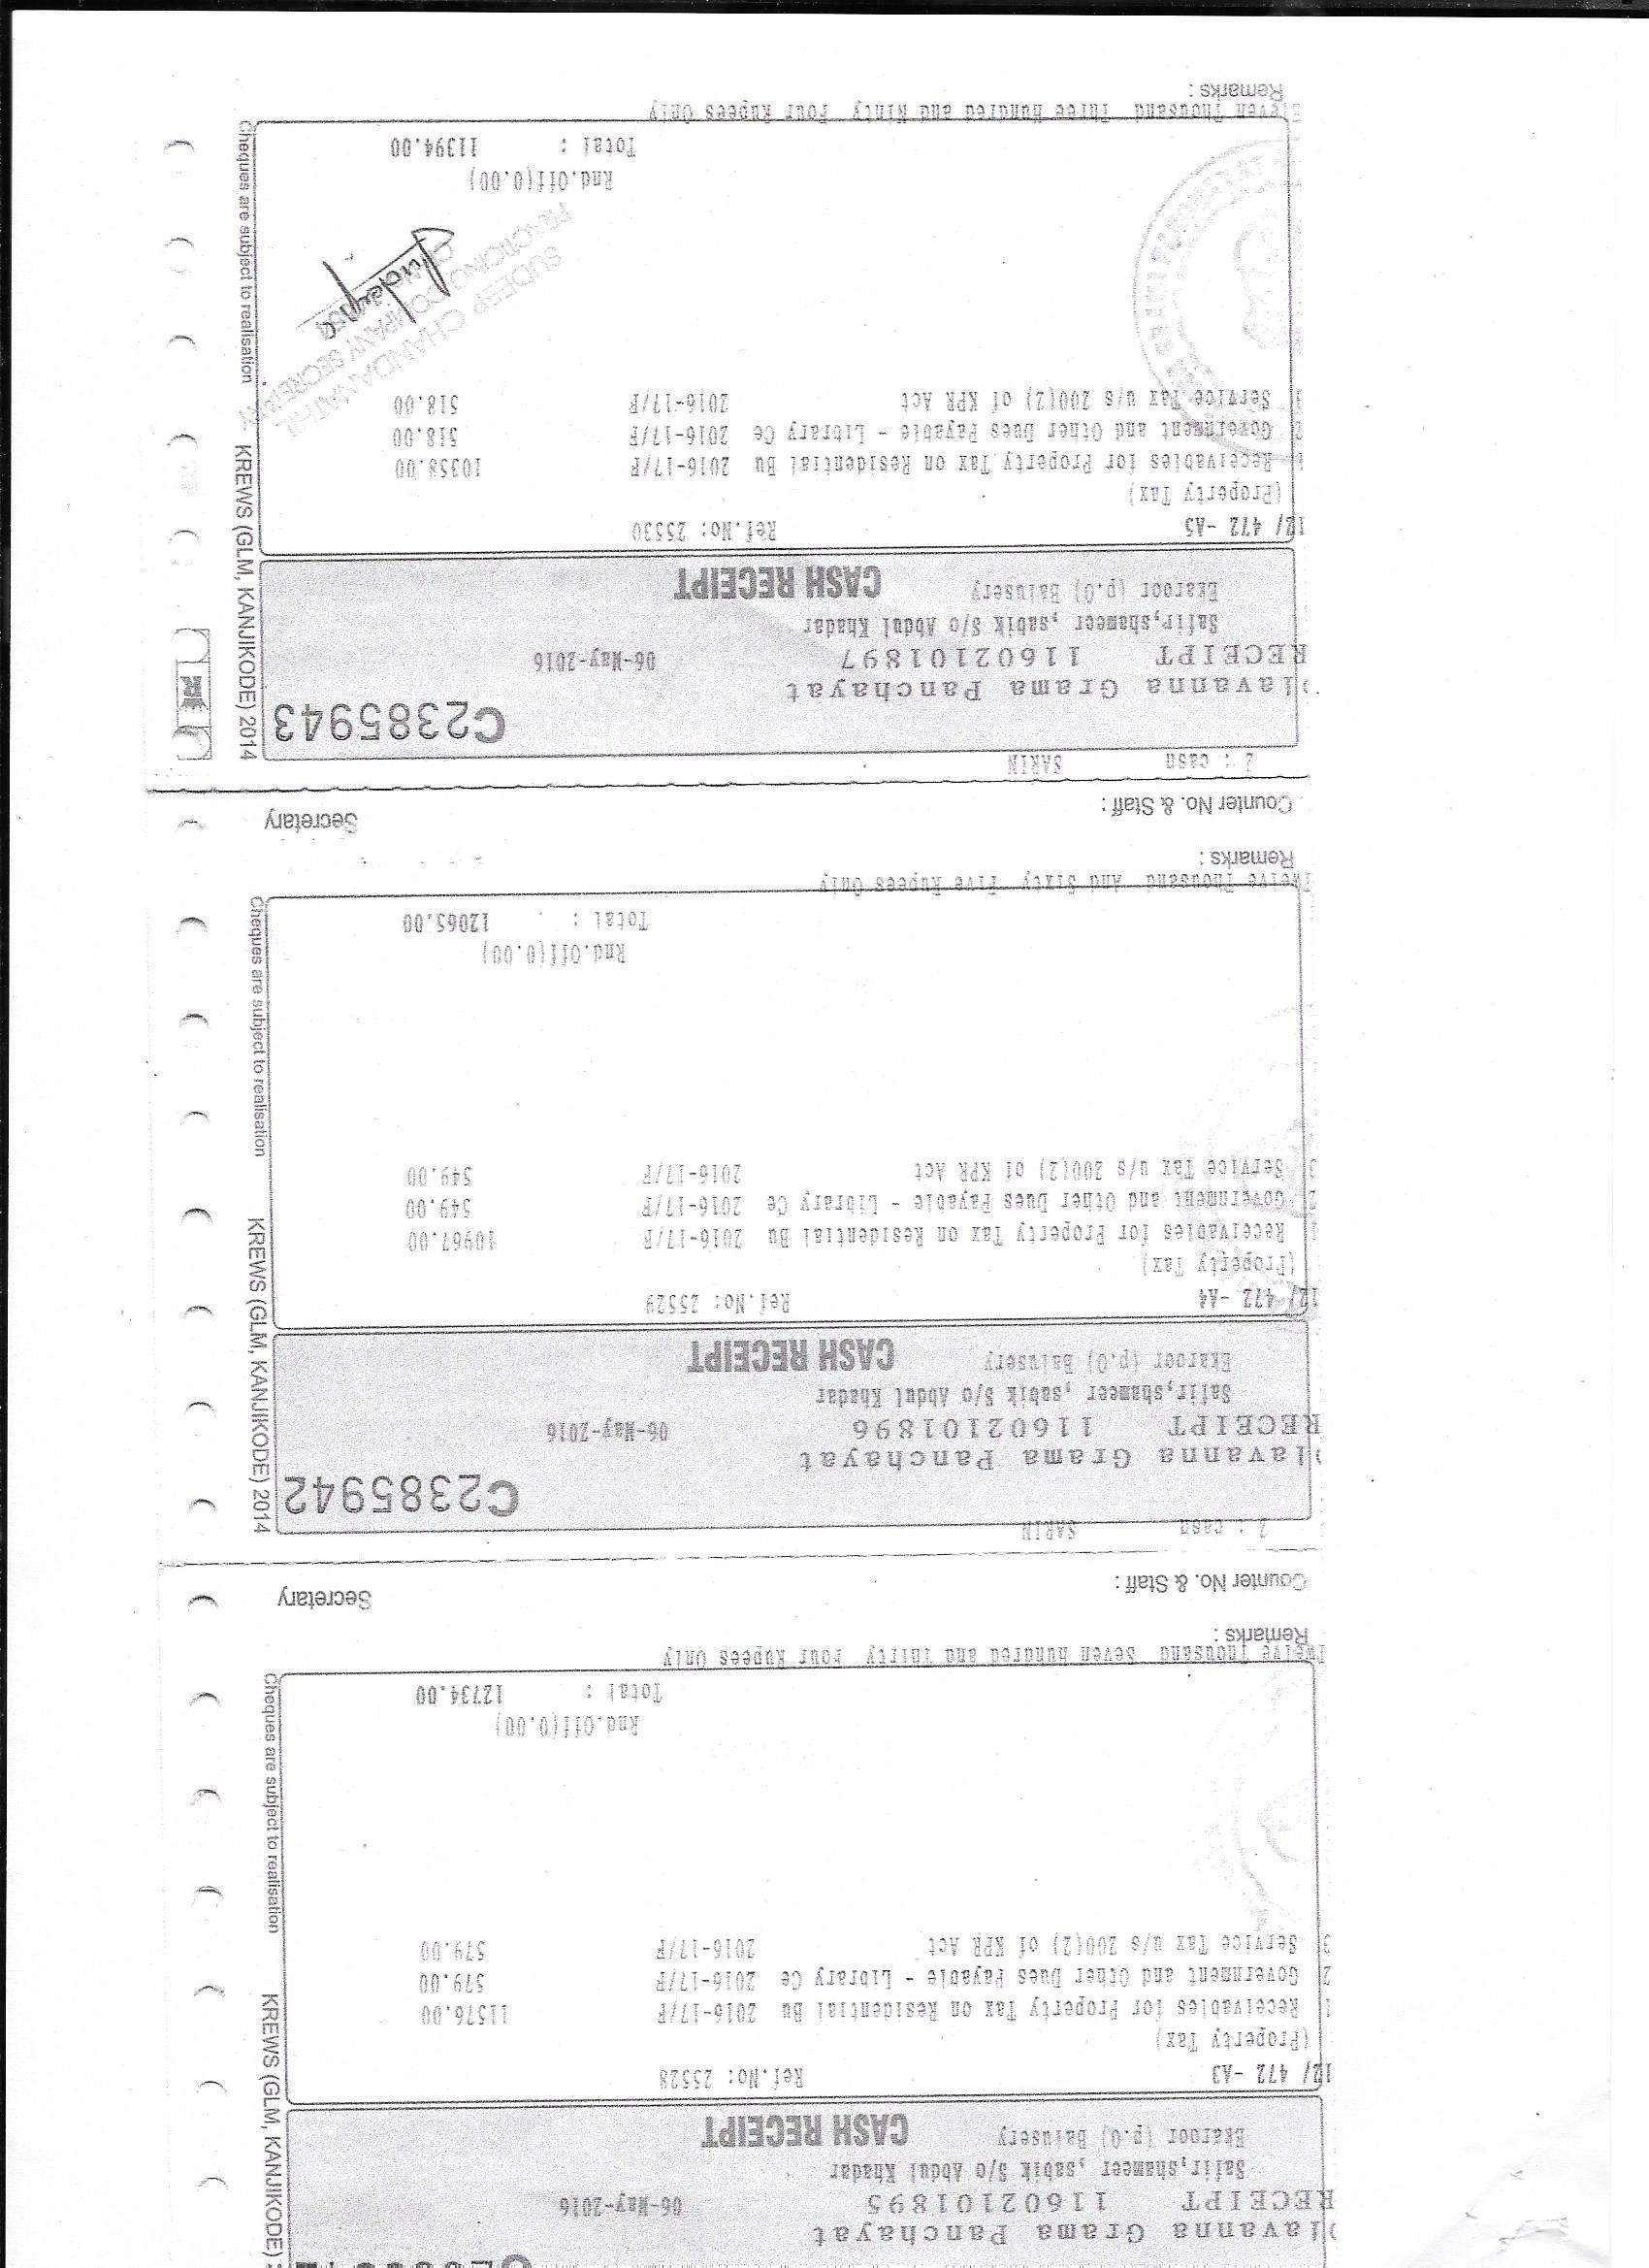 lavanna Grama Panchayat
RECEIPT 11602101895 06-May-2016
Safir,shameer ,sabik S/o Abdul Khadar
Ekaroor (p.O) Balusery CASH RECEIPT
KREWS (GLM, KANJIKODE)
12/ 472 -A3 Ref.No: 25528
(Property Tax)
1 Receivables for Property Tax on Residential Bu 2016-17/F 11576.00
2 Government and Other Dues Payable - Library Ce 2016-17/F 579.00
3 Service Tax u/s 200(2) of KPR Act 2016-17/F 579.00
Cheques are subject to realisation
Rnd.Off(0.00)
Total : 12734.00
Twelve Thousand Seven Hundred and Thirty Four Rupees Only
Remarks :
Secretary
Counter No. & Staff :
2 : cash SARIN
C2385942
lavanna Grama Panchayat
RECEIPT 11602101896 06-May-2016
Safir,shameer ,sabik S/o Abdul Khadar
Ekaroor (p.O) Balusery CASH RECEIPT
KREWS (GLM, KANJIKODE) 2014
12/ 472 -A4 Ref.No: 25529
(Property Tax)
1 Receivables for Property Tax on Residential Bu 2016-17/F 10967.00
2 Government and Other Dues Payable - Library Ce 2016-17/F 549.00
3 Service Tax u/s 200(2) of KPR Act 2016-17/F 549.00
Cheques are subject to realisation
Rnd.Off(0.00)
Total : 12065.00
Twelve Thousand And Sixty Five Rupees Only
Remarks :
Secretary
Counter No. & Staff :
2 : cash SARIN
C2385943
lavanna Grama Panchayat
RECEIPT 11602101897 06-May-2016
Safir,shameer ,sabik S/o Abdul Khadar
Ekaroor (p.O) Balusery CASH RECEIPT
KREWS (GLM, KANJIKODE) 2014
R
12/ 472 -A5 Ref.No: 25530
(Property Tax)
1 Receivables for Property Tax on Residential Bu 2016-17/F 10358.00
2 Government and Other Dues Payable - Library Ce 2016-17/F 518.00
3 Service Tax u/s 200(2) of KPR Act 2016-17/F 518.00
SUDEEP CHANDANATHIL
PRACTICING COMPANY SECRETARY
Cheques are subject to realisation
Rnd.Off(0.00)
Total : 11394.00
Eleven Thousand Three Hundred and Ninty Four Rupees Only
Remarks :